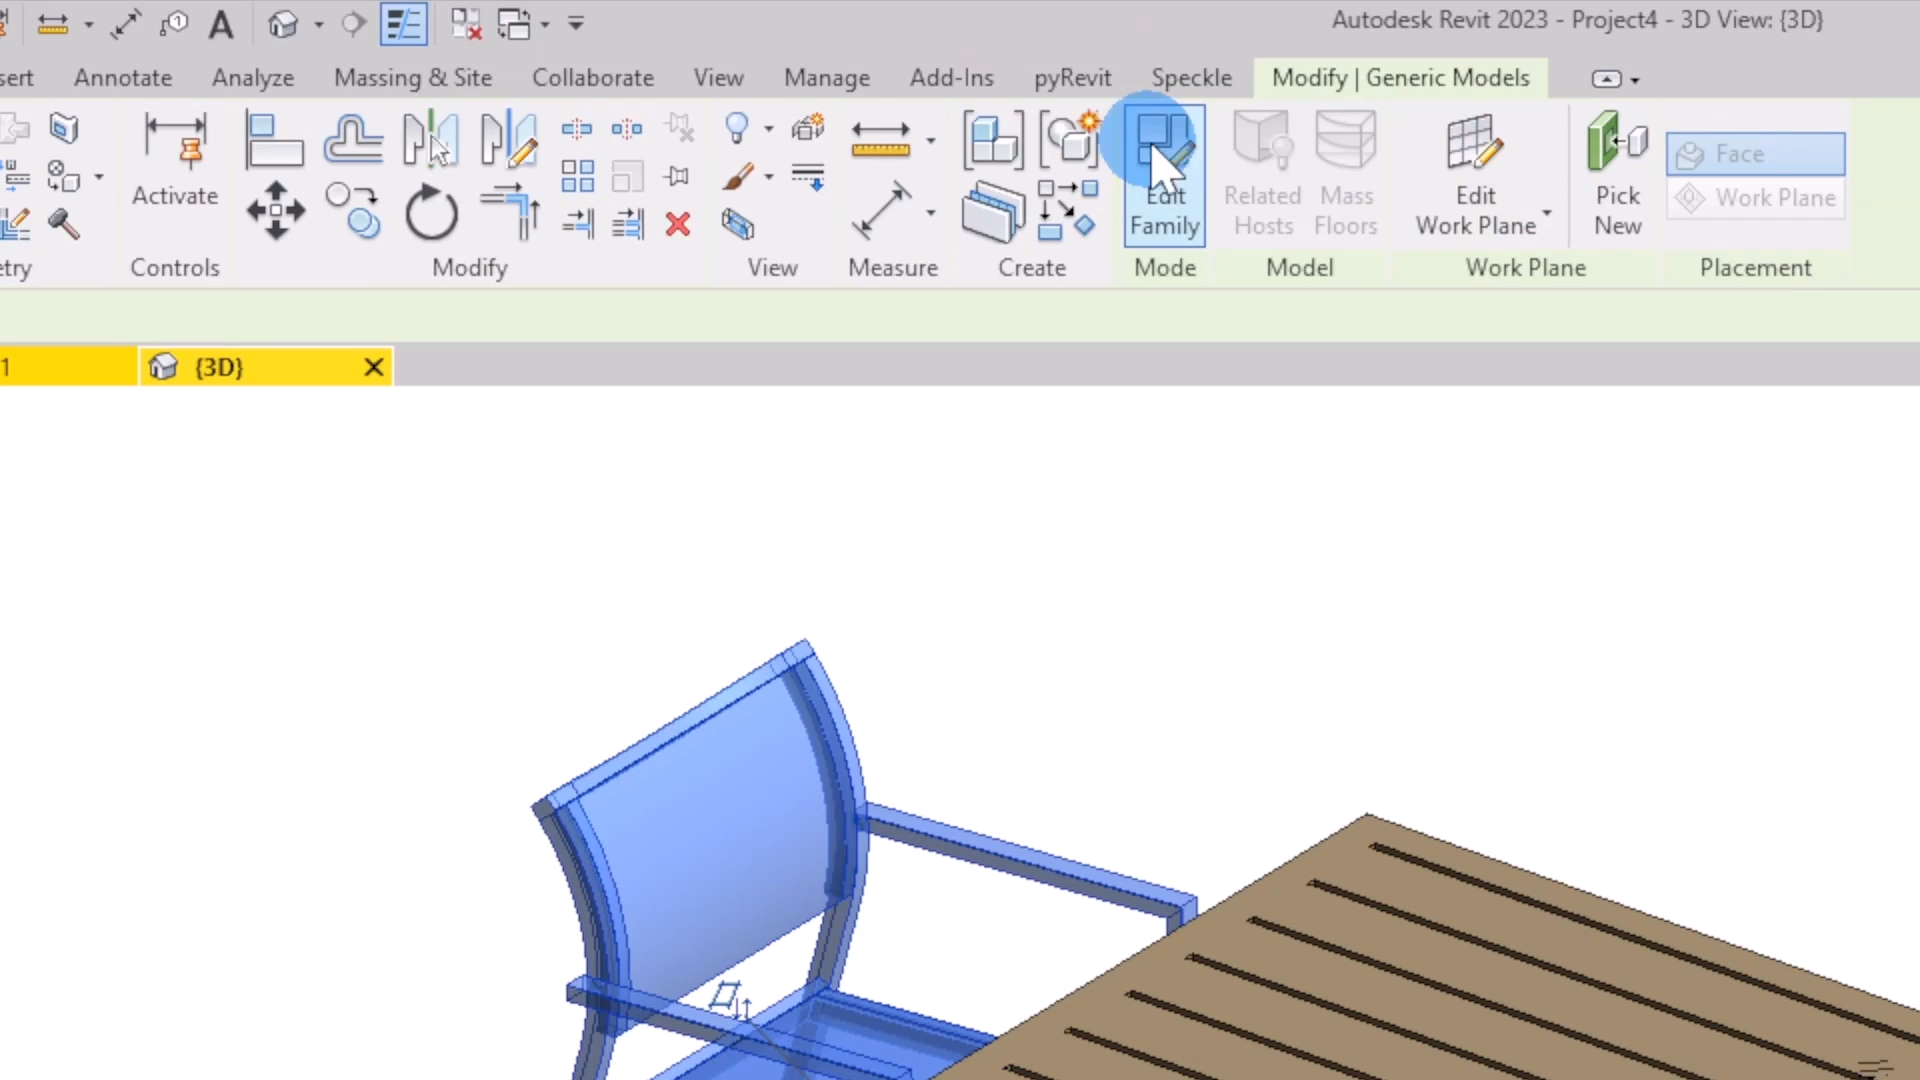 Autodesk Revit 2023 - Project4 - 3D View: {3D}
sert Annotate Analyze Massing & Site Collaborate View Manage Add-Ins pyRevit Speckle Modify | Generic Models
Activate
Edit
Family
Related
Hosts
Mass
Floors
Edit
Work Plane
Pick
New
Face
Work Plane
etry Controls Modify View Measure Create Mode Model Work Plane Placement
1 {3D}